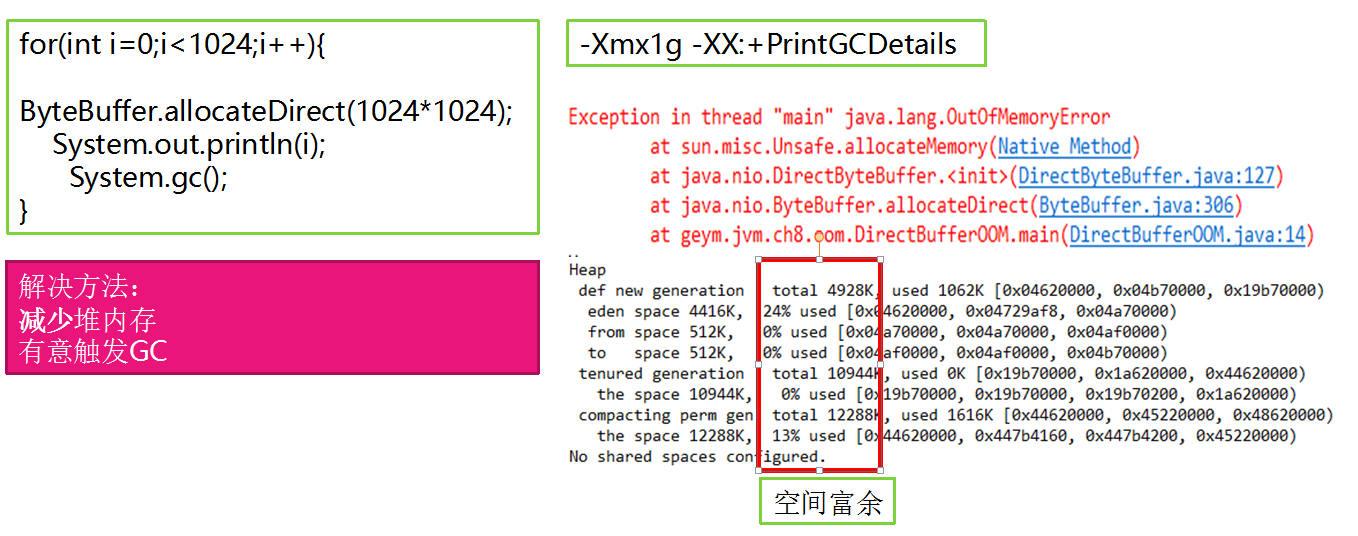 for(int i=0;i<1024;i++){
ByteBuffer.allocateDirect(1024*1024);
System.out.println(i);
System.gc();
}
解决方法:
减少堆内存
有意触发GC
-Xmx1g -XX:+PrintGCDetails
Exception in thread "main" java.lang.OutOfMemoryError
at sun.misc.Unsafe.allocateMemory(Native Method)
at java.nio.DirectByteBuffer.<init>(DirectByteBuffer.java:127)
at java.nio.ByteBuffer.allocateDirect(ByteBuffer.java:306)
at geym.jvm.ch8.oom.DirectBufferOOM.main(DirectBufferOOM.java:14)
..
Heap
def new generation total 4928K, used 1062K [0x04620000, 0x04b70000, 0x19b70000)
eden space 4416K, 24% used [0x04620000, 0x04729af8, 0x04a70000)
from space 512K, 0% used [0x04a70000, 0x04a70000, 0x04af0000)
to space 512K, 0% used [0x04af0000, 0x04af0000, 0x04b70000)
tenured generation total 10944K, used 0K [0x19b70000, 0x1a620000, 0x44620000)
the space 10944K, 0% used [0x19b70000, 0x19b70000, 0x19b70200, 0x1a620000)
compacting perm gen total 12288K, used 1616K [0x44620000, 0x45220000, 0x48620000)
the space 12288K, 13% used [0x44620000, 0x447b4160, 0x447b4200, 0x45220000)
No shared spaces configured.
空间富余